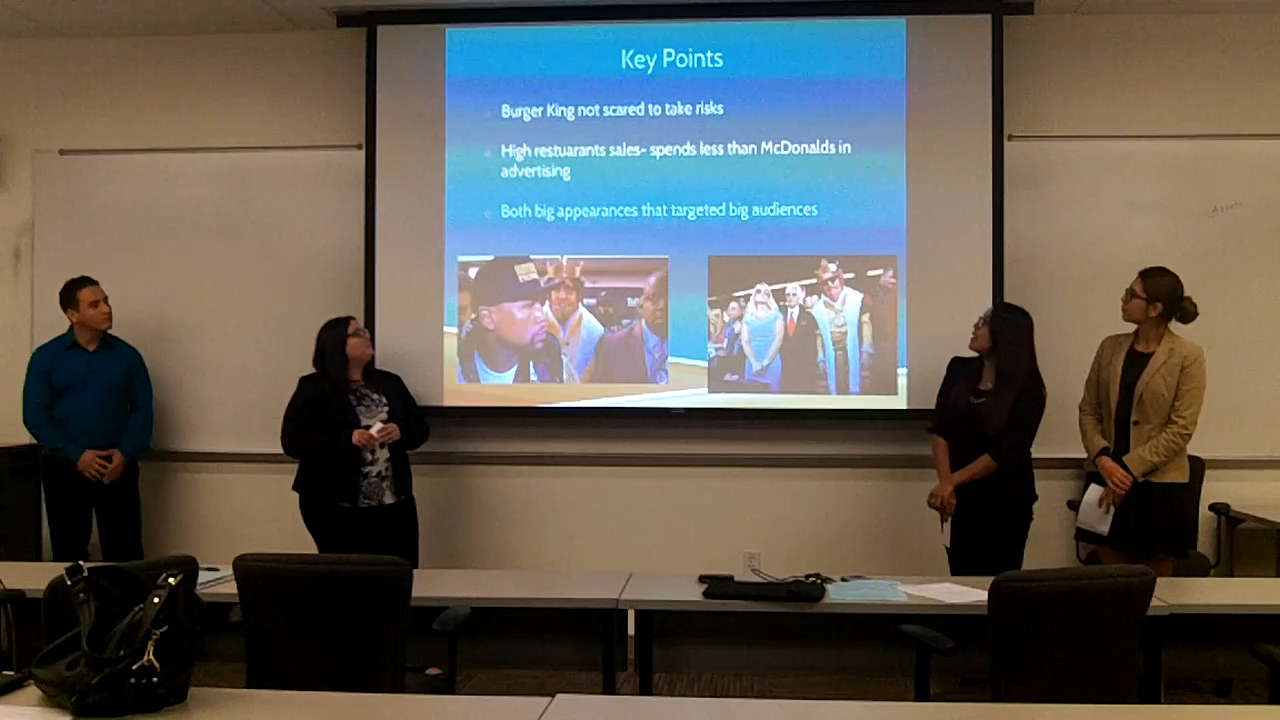 Key Points
Burger King not scared to take risks
High restuarants sales- spends less than McDonalds in
advertising
Both big appearances that targeted big audiences